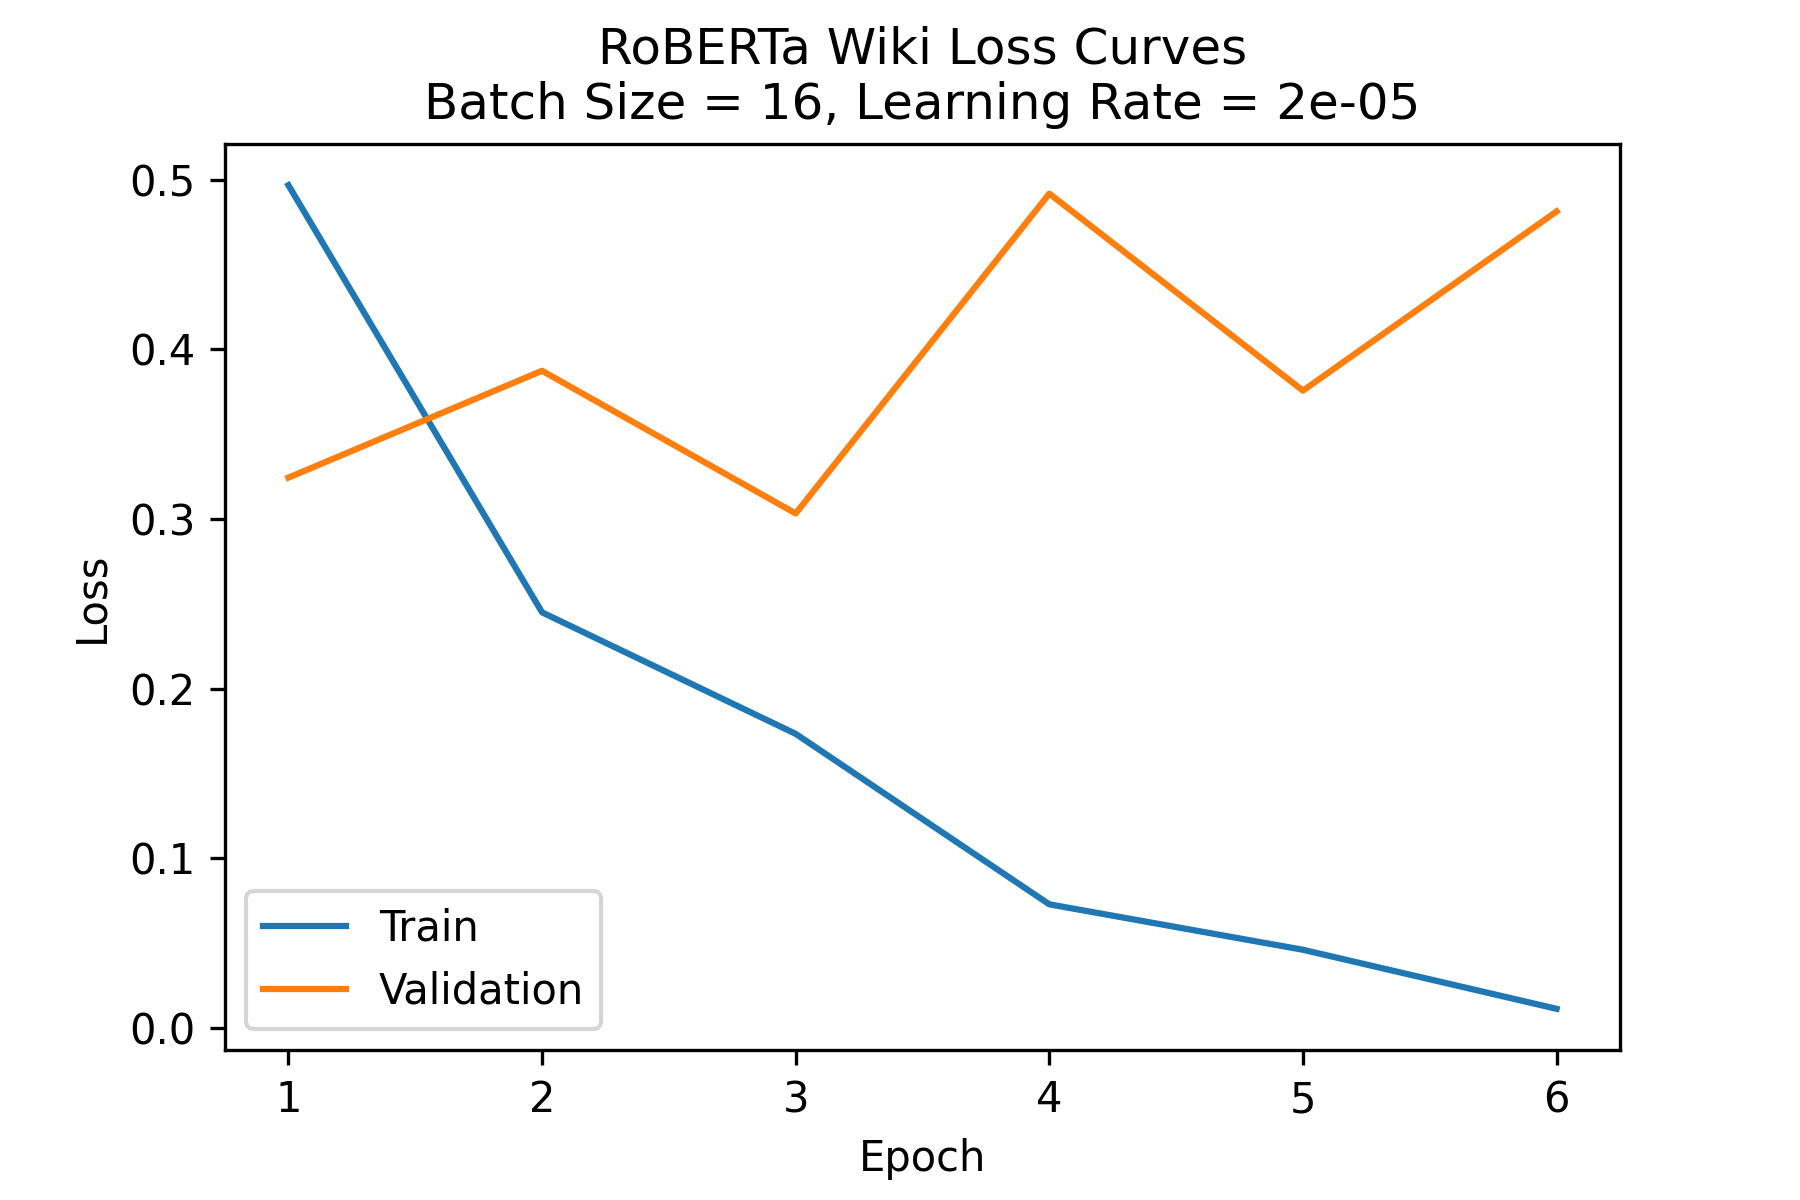 RoBERTa Wiki Loss Curves
Batch Size = 16, Learning Rate = 2e-05
0.5
0.4
0.3
0.2
0.1
0.0
Loss
Train
Validation
1 2 3 4 5 6
Epoch